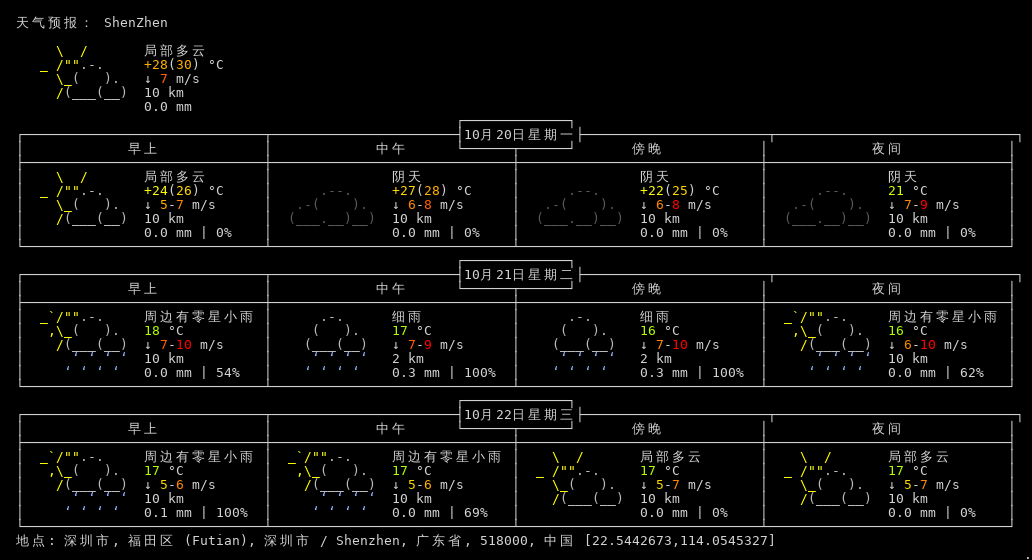 天气预报： ShenZhen
局部多云
+28(30) °C
↓ 7 m/s
10 km
0.0 mm
10月20日星期一
早上 中午 傍晚 夜间
局部多云 阴天 阴天 阴天
+24(26) °C +27(28) °C +22(25) °C 21 °C
↓ 5-7 m/s ↓ 6-8 m/s ↓ 6-8 m/s ↓ 7-9 m/s
10 km 10 km 10 km 10 km
0.0 mm | 0% 0.0 mm | 0% 0.0 mm | 0% 0.0 mm | 0%
10月21日星期二
早上 中午 傍晚 夜间
周边有零星小雨 细雨 细雨 周边有零星小雨
18 °C 17 °C 16 °C 16 °C
↓ 7-10 m/s ↓ 7-9 m/s ↓ 7-10 m/s ↓ 6-10 m/s
10 km 2 km 2 km 10 km
0.0 mm | 54% 0.3 mm | 100% 0.3 mm | 100% 0.0 mm | 62%
10月22日星期三
早上 中午 傍晚 夜间
周边有零星小雨 周边有零星小雨 局部多云 局部多云
17 °C 17 °C 17 °C 17 °C
↓ 5-6 m/s ↓ 5-6 m/s ↓ 5-7 m/s ↓ 5-7 m/s
10 km 10 km 10 km 10 km
0.1 mm | 100% 0.0 mm | 69% 0.0 mm | 0% 0.0 mm | 0%
地点: 深圳市, 福田区 (Futian), 深圳市 / Shenzhen, 广东省, 518000, 中国 [22.5442673,114.0545327]